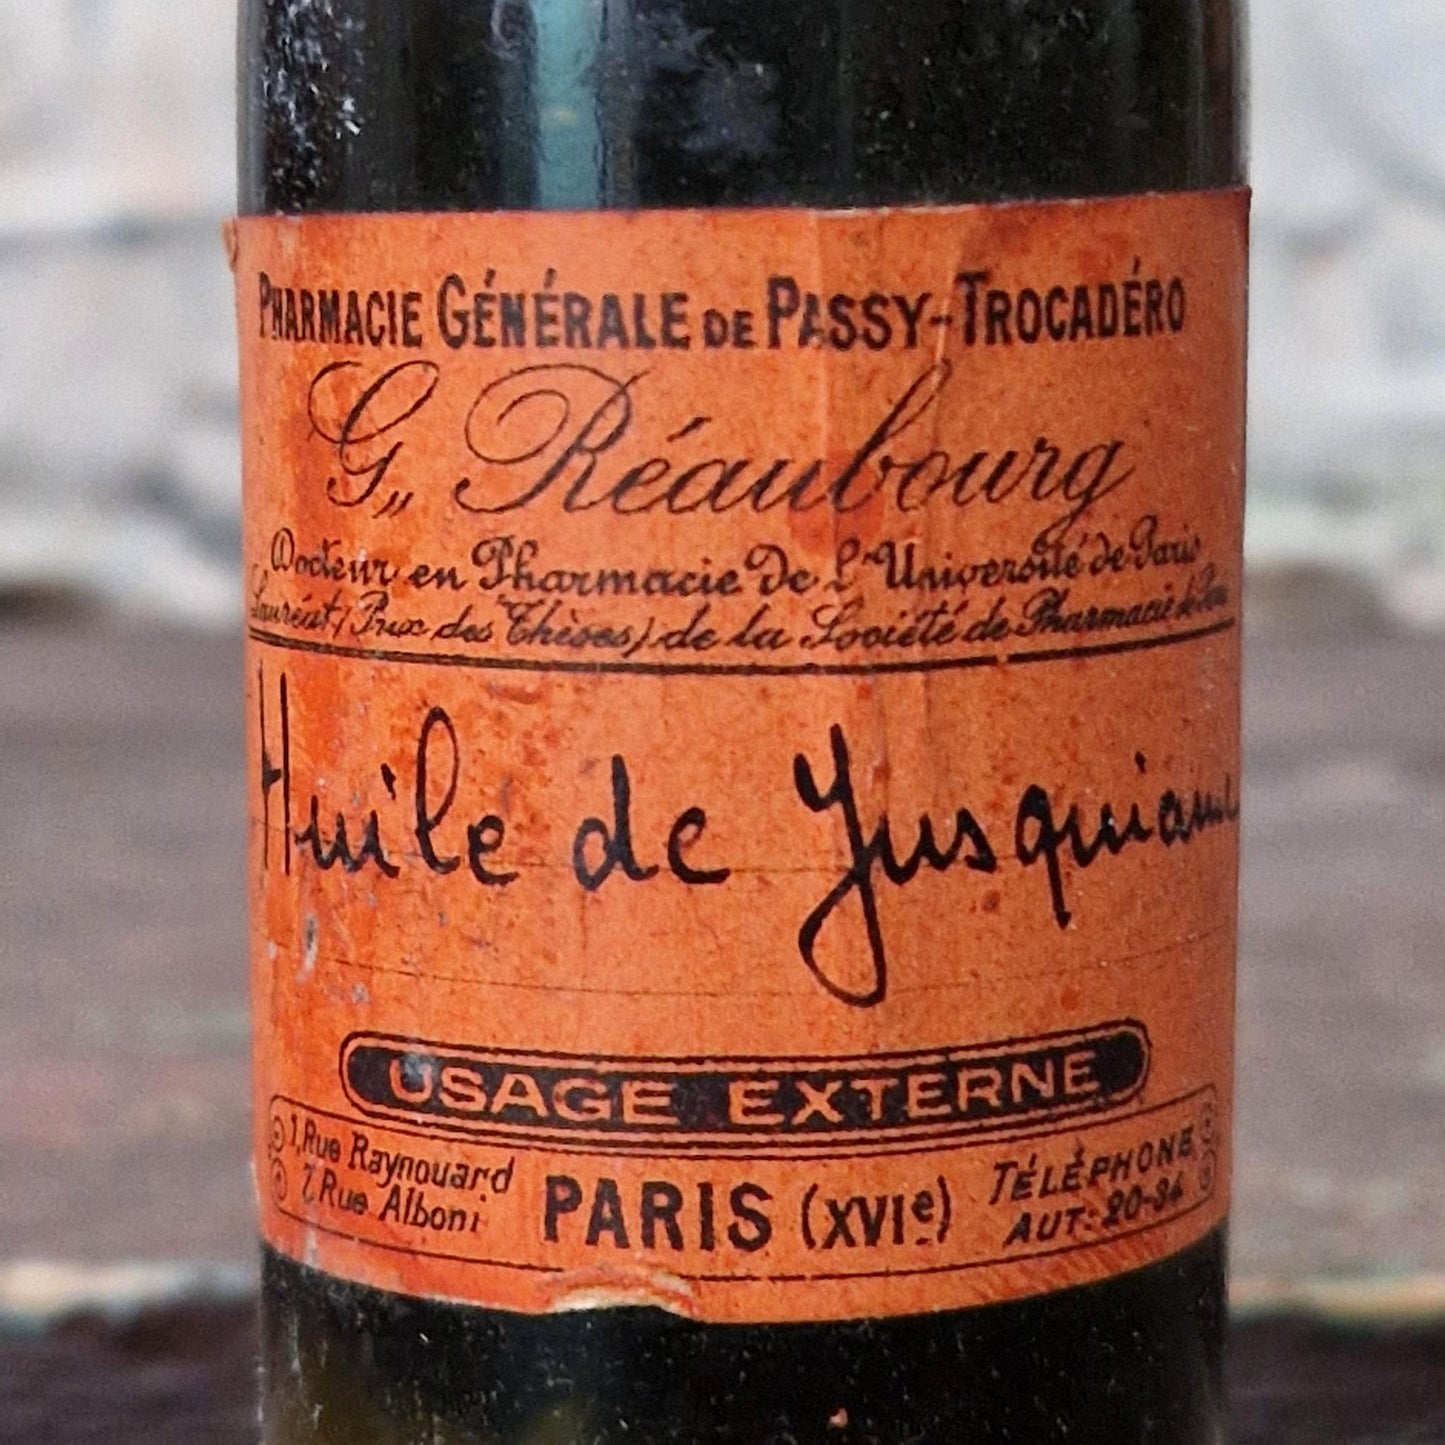 PHARMACIE GÉNÉRALE DE PASSY-TROCADÉRO
G. Réaubourg
Docteur en Pharmacie De l'Université de Paris
Lauréat (Prix des Thèses) de la Société de Pharmacie de Paris
Huile de Jusquiame
USAGE EXTERNE
1, Rue Raynouard
7, Rue Alboni
PARIS (XVIe)
TÉLÉPHONE
AUT: 20-34